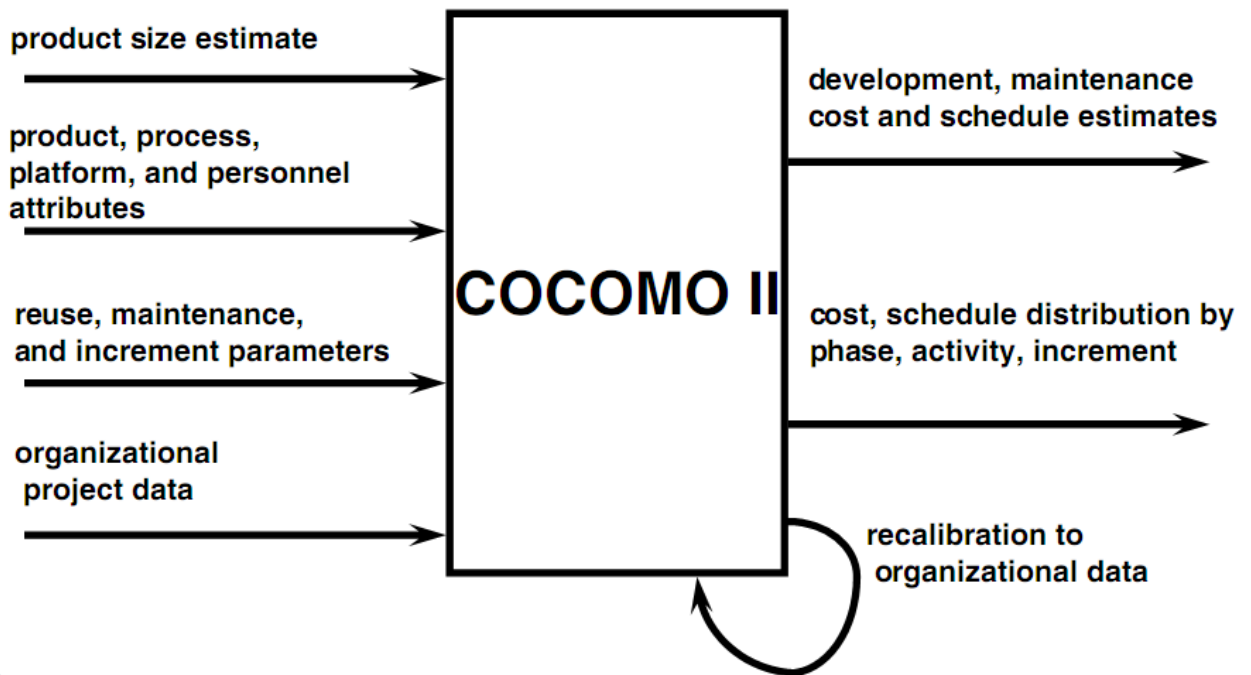 product size estimate
product, process,
platform, and personnel
attributes
reuse, maintenance,
and increment parameters
organizational
project data
COCOMO II
development, maintenance
cost and schedule estimates
cost, schedule distribution by
phase, activity, increment
recalibration to
organizational data